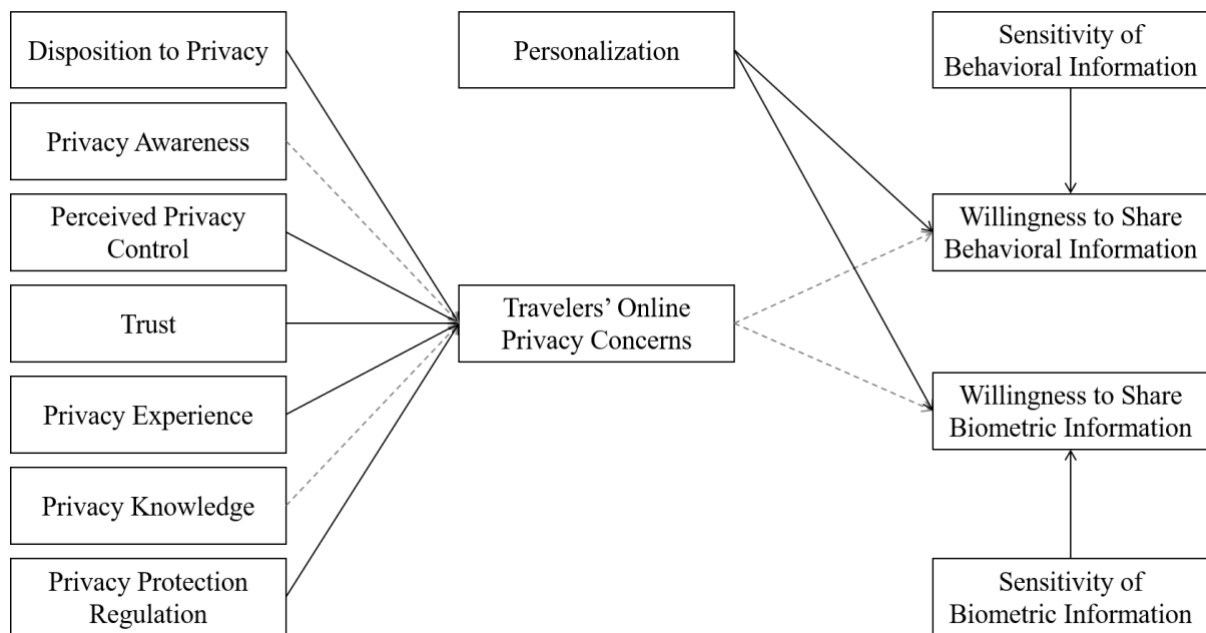 Disposition to Privacy
Privacy Awareness
Perceived Privacy
Control
Trust
Privacy Experience
Privacy Knowledge
Privacy Protection
Regulation
Personalization
Travelers’ Online
Privacy Concerns
Sensitivity of
Behavioral Information
Willingness to Share
Behavioral Information
Willingness to Share
Biometric Information
Sensitivity of
Biometric Information